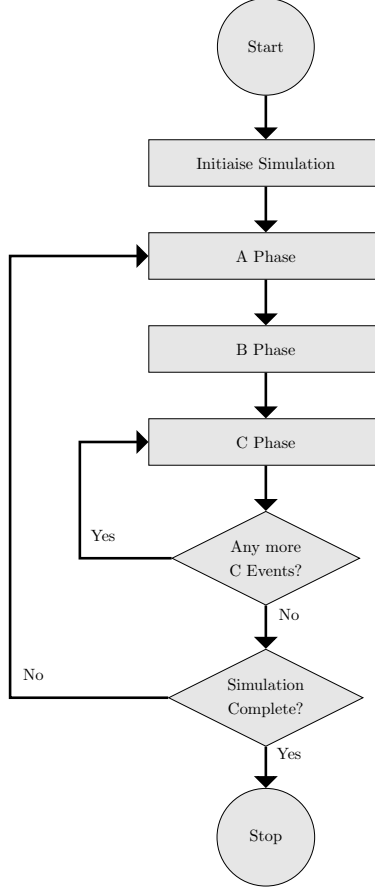 Start
Initiaise Simulation
A Phase
B Phase
C Phase
Any more
C Events?
Yes
No
Simulation
Complete?
No
Yes
Stop